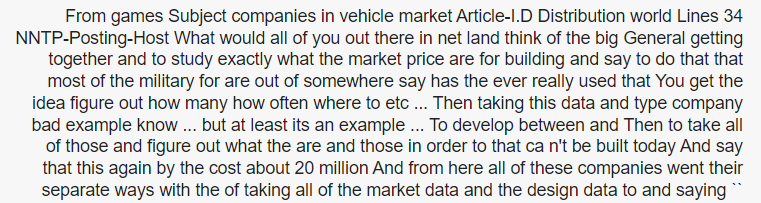 From games Subject companies in vehicle market Article-I.D Distribution world Lines 34
NNTP-Posting-Host What would all of you out there in net land think of the big General getting
together and to study exactly what the market price are for building and say to do that that
most of the military for are out of somewhere say has the ever really used that You get the
idea figure out how many how often where to etc ... Then taking this data and type company
bad example know ... but at least its an example ... To develop between and Then to take all
of those and figure out what the are and those in order to that ca n't be built today And say
that this again by the cost about 20 million And from here all of these companies went their
separate ways with the of taking all of the market data and the design data to and saying ``